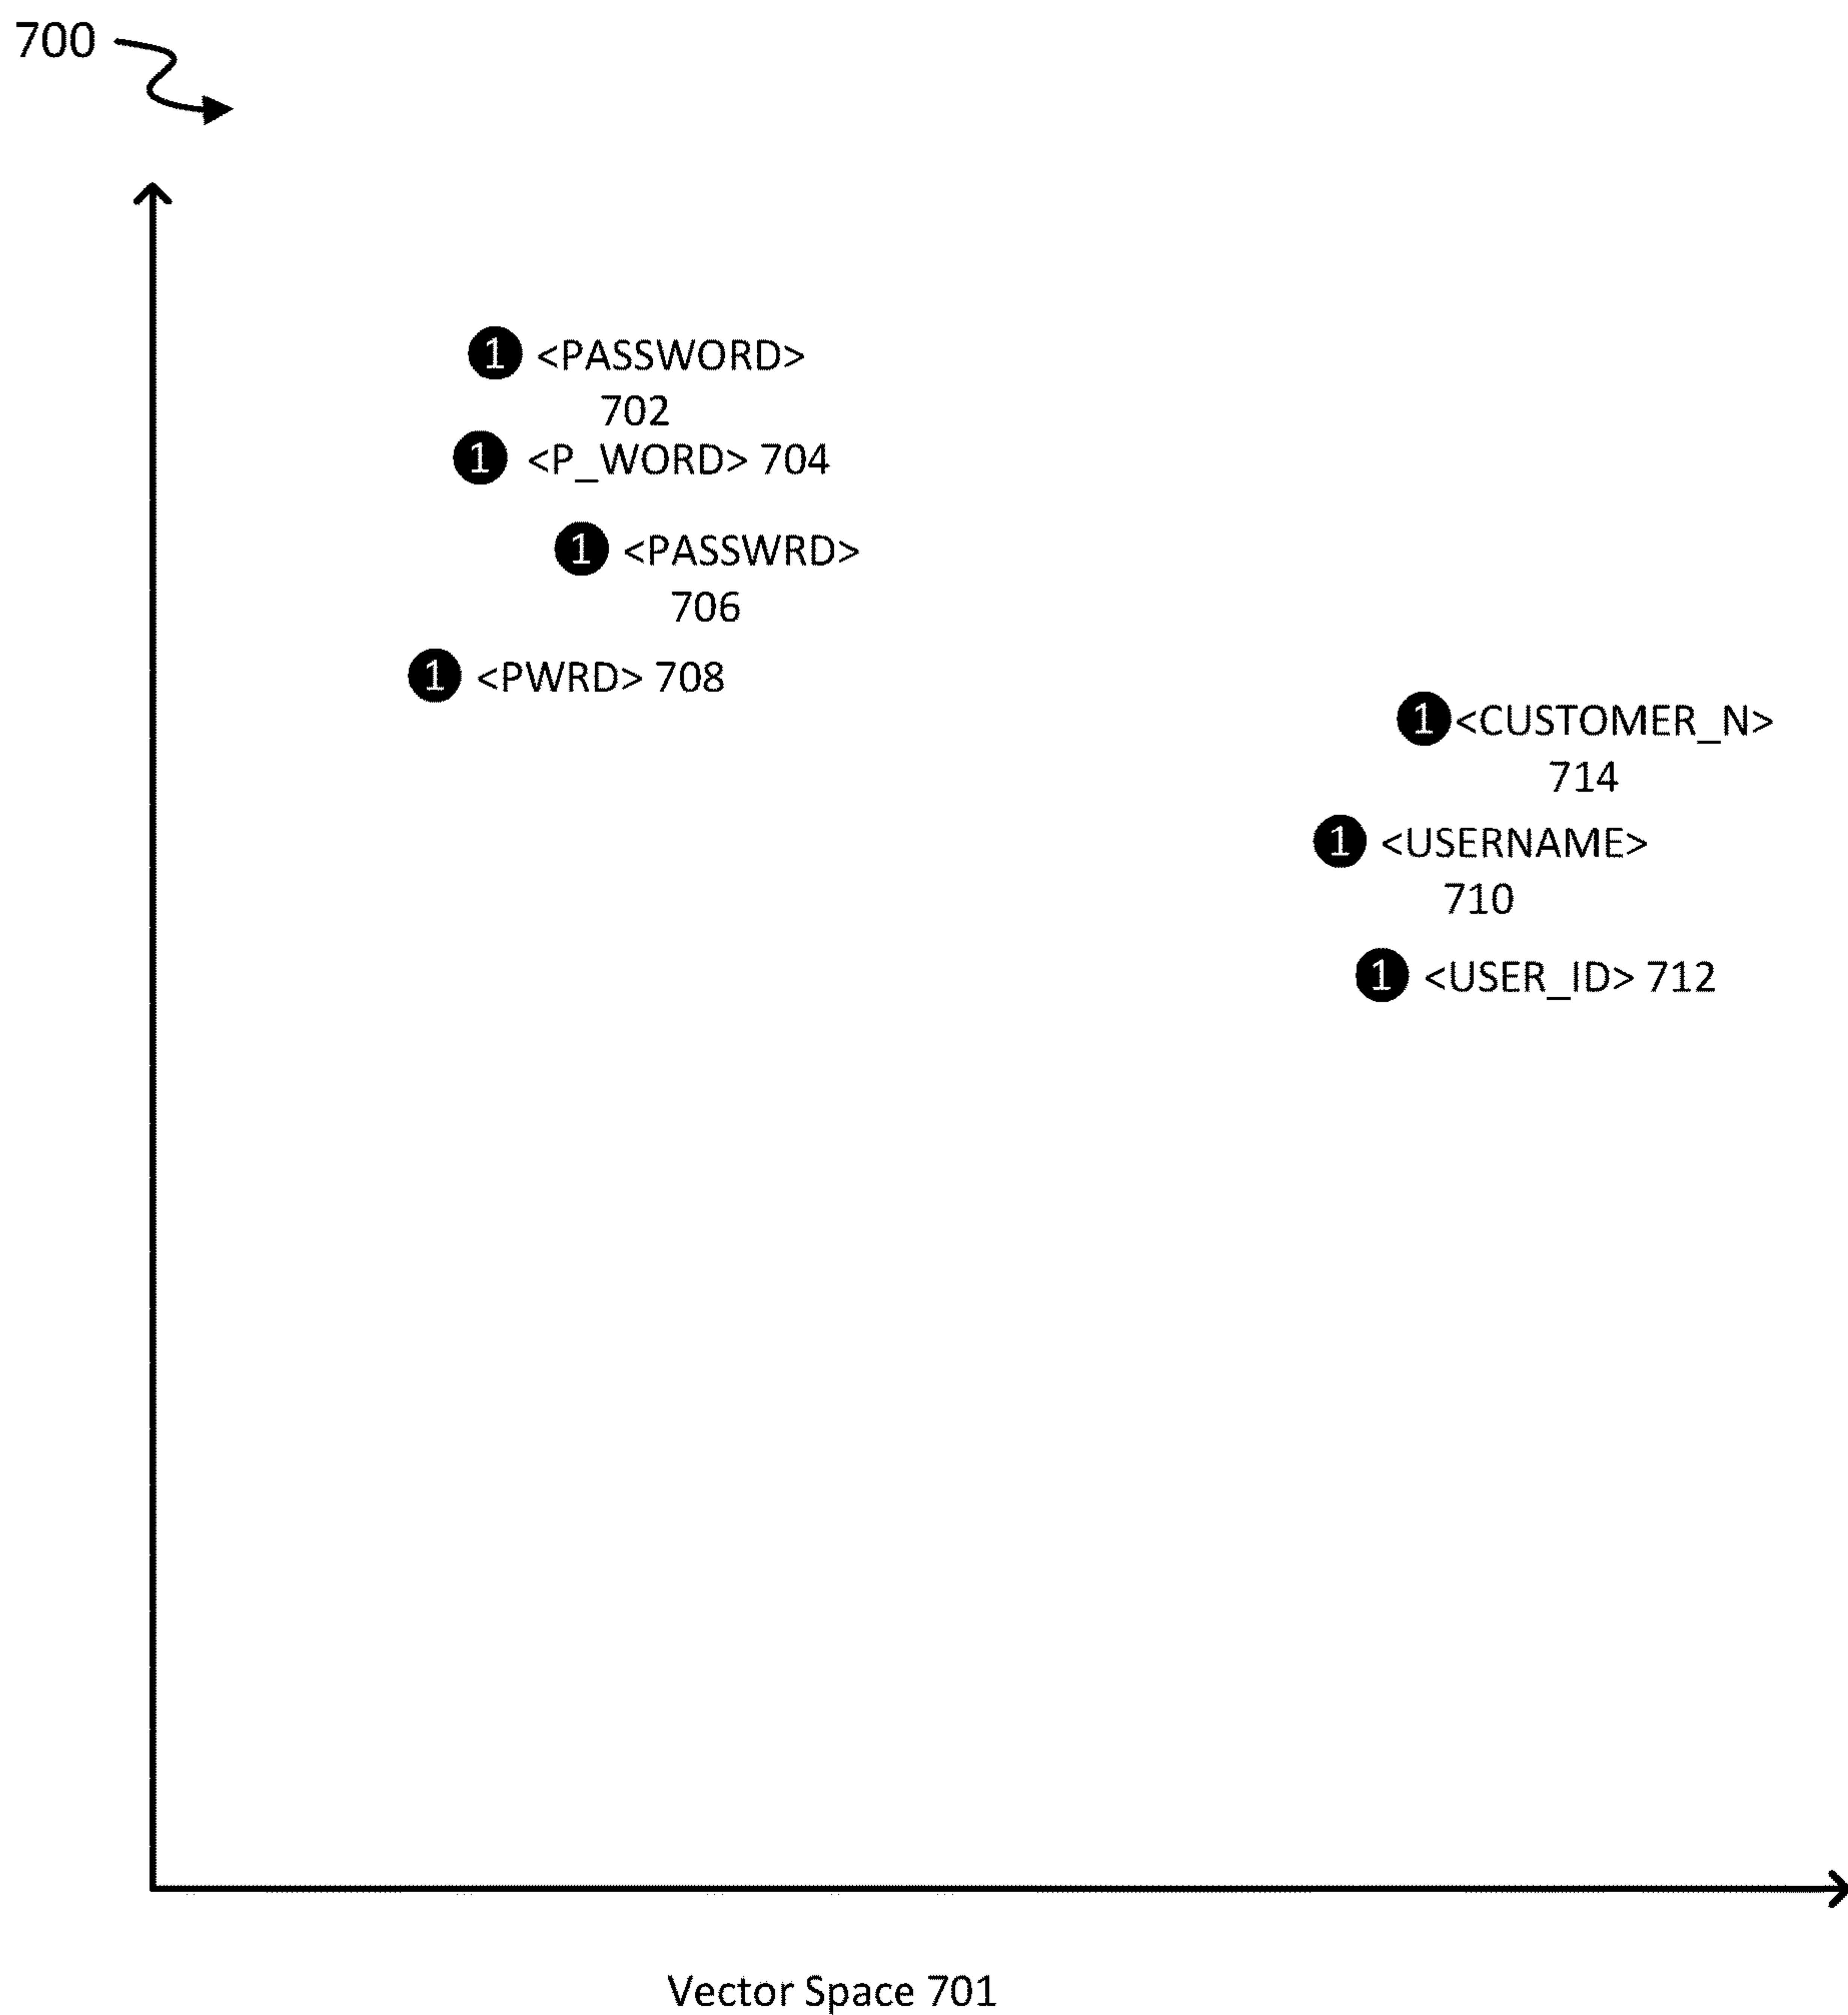 700
1 <PASSWORD>
702
1 <P_WORD> 704
1 <PASSWRD>
706
1 <PWRD> 708
1 <CUSTOMER_N>
714
1 <USERNAME>
710
1 <USER_ID> 712
Vector Space 701